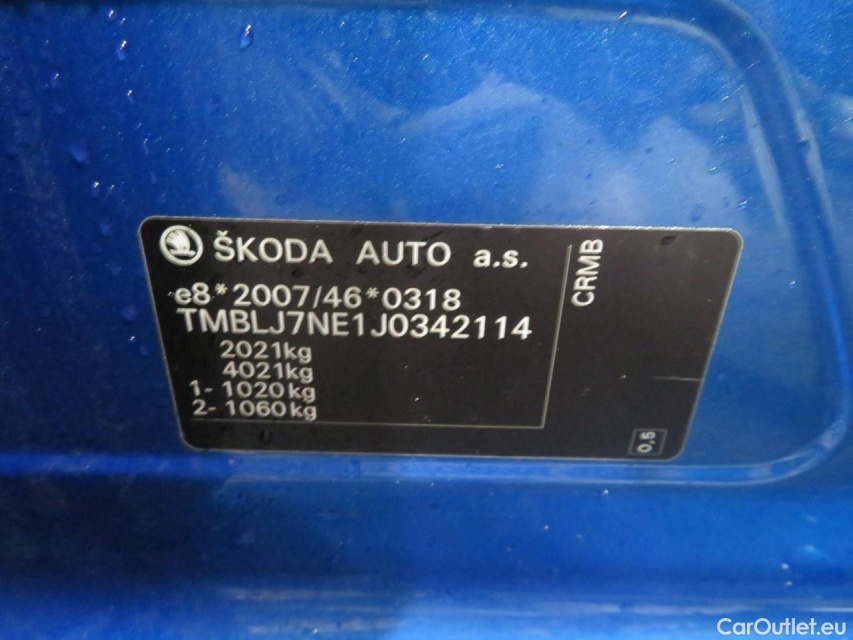 ŠKODA AUTO a.s.
e8*2007/46*0318
TMBLJ7NE1J0342114
2021kg
4021kg
1- 1020kg
2- 1060kg
CRMB
0,5
CarOutlet.eu